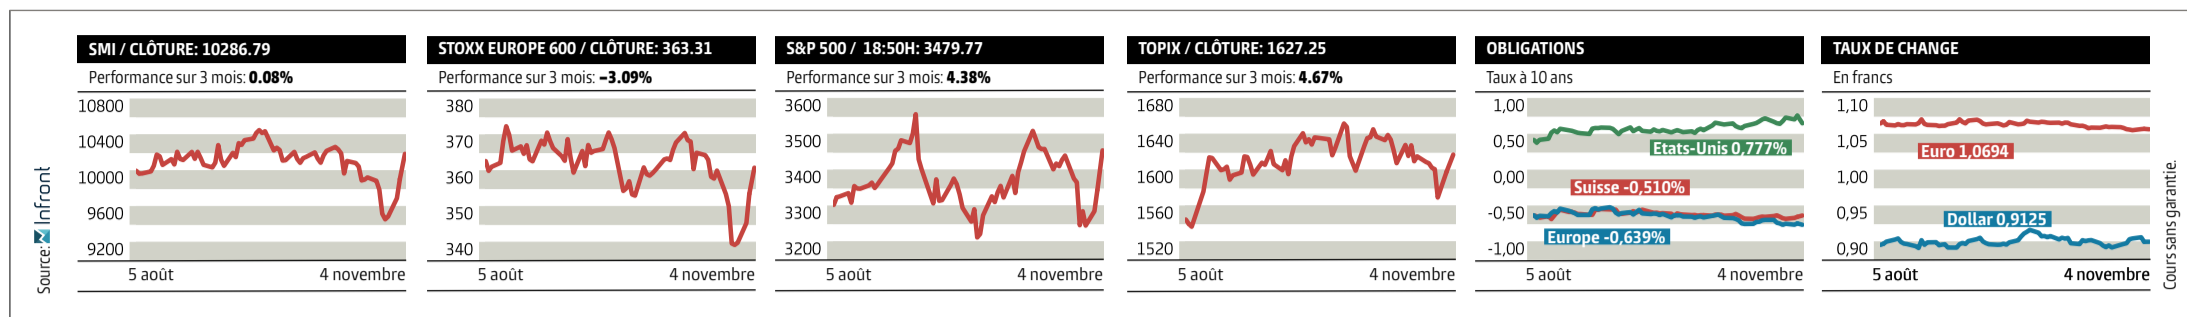 SMI / CLÔTURE: 10286.79
Performance sur 3 mois: 0.08%
10800
10400
10000
9600
9200
5 août 4 novembre
STOXX EUROPE 600 / CLÔTURE: 363.31
Performance sur 3 mois: –3.09%
380
370
360
350
340
5 août 4 novembre
S&P 500 / 18:50H: 3479.77
Performance sur 3 mois: 4.38%
3600
3500
3400
3300
3200
5 août 4 novembre
TOPIX / CLÔTURE: 1627.25
Performance sur 3 mois: 4.67%
1680
1640
1600
1560
1520
5 août 4 novembre
OBLIGATIONS
Taux à 10 ans
1,00
0,50
Etats-Unis 0,777%
0,00
Suisse -0,510%
-0,50
Europe -0,639%
-1,00
5 août 4 novembre
TAUX DE CHANGE
En francs
1,10
1,05
Euro 1,0694
1,00
0,95
Dollar 0,9125
0,90
5 août 4 novembre
Source: Infront
Cours sans garantie.